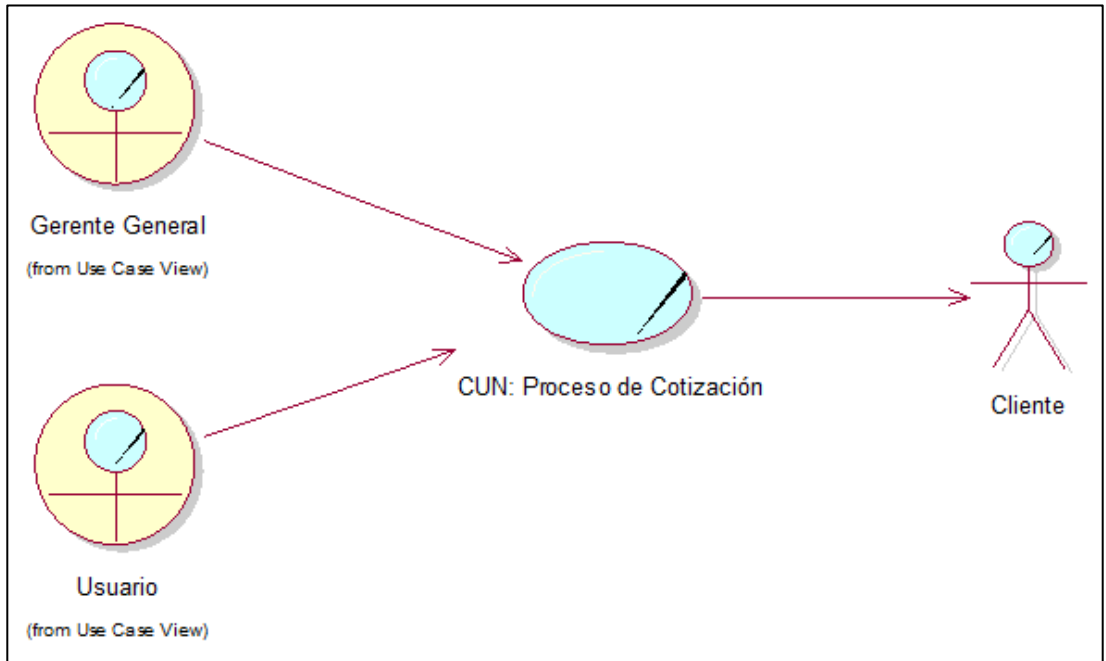 Gerente General
(from Use Case View)
CUN: Proceso de Cotización
Cliente
Usuario
(from Use Case View)